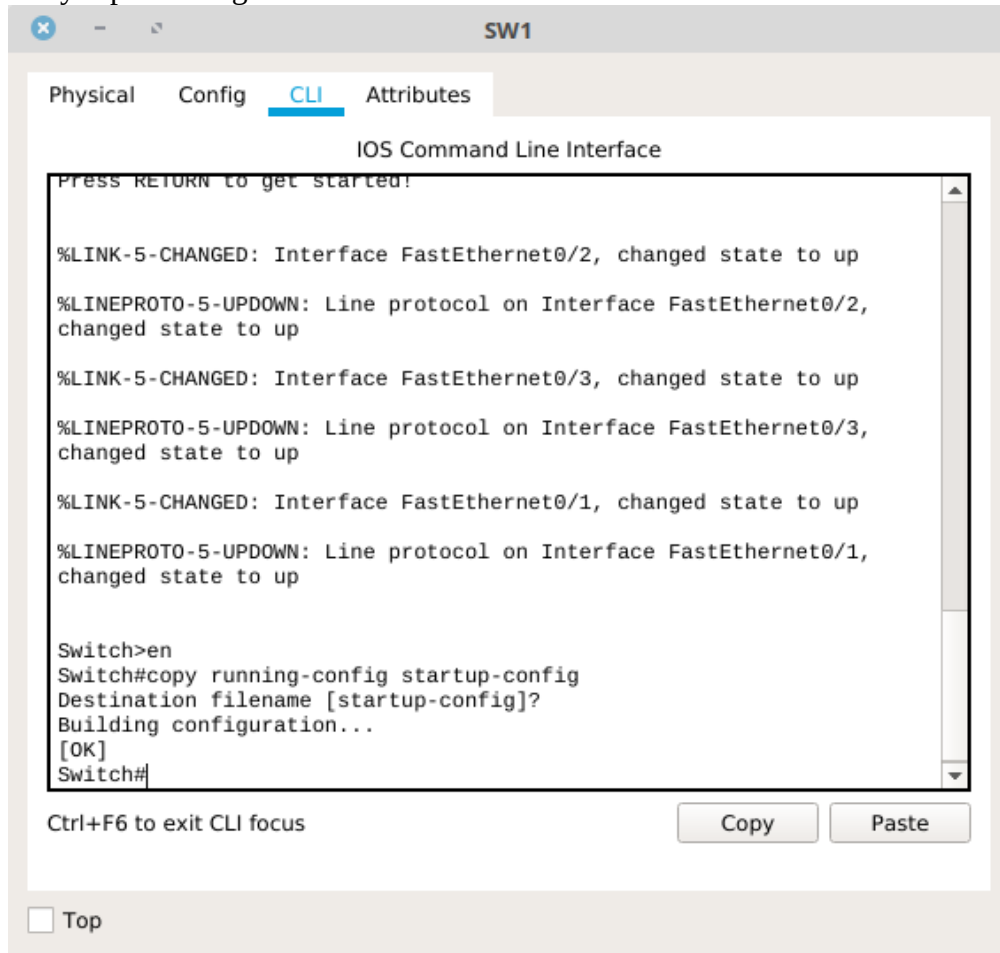 SW1
Physical Config CLI Attributes
IOS Command Line Interface
Press RETURN to get started!
%LINK-5-CHANGED: Interface FastEthernet0/2, changed state to up
%LINEPROTO-5-UPDOWN: Line protocol on Interface FastEthernet0/2,
changed state to up
%LINK-5-CHANGED: Interface FastEthernet0/3, changed state to up
%LINEPROTO-5-UPDOWN: Line protocol on Interface FastEthernet0/3,
changed state to up
%LINK-5-CHANGED: Interface FastEthernet0/1, changed state to up
%LINEPROTO-5-UPDOWN: Line protocol on Interface FastEthernet0/1,
changed state to up
Switch>en
Switch#copy running-config startup-config
Destination filename [startup-config]?
Building configuration...
[OK]
Switch#
Ctrl+F6 to exit CLI focus
Copy Paste
Top